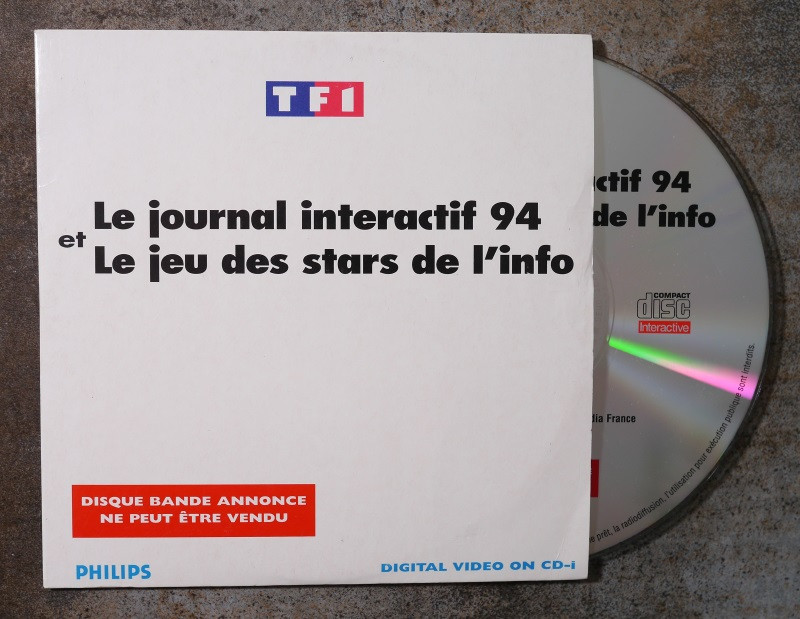 TF1
Le journal interactif 94
et
Le jeu des stars de l'info
DISQUE BANDE ANNONCE
NE PEUT ÊTRE VENDU
PHILIPS
DIGITAL VIDEO ON CD-i
ctif 94
de l'info
COMPACT
disc
Interactive
dia France
prêt, la radiodiffusion, l'utilisation pour exécution publique sont interdits.